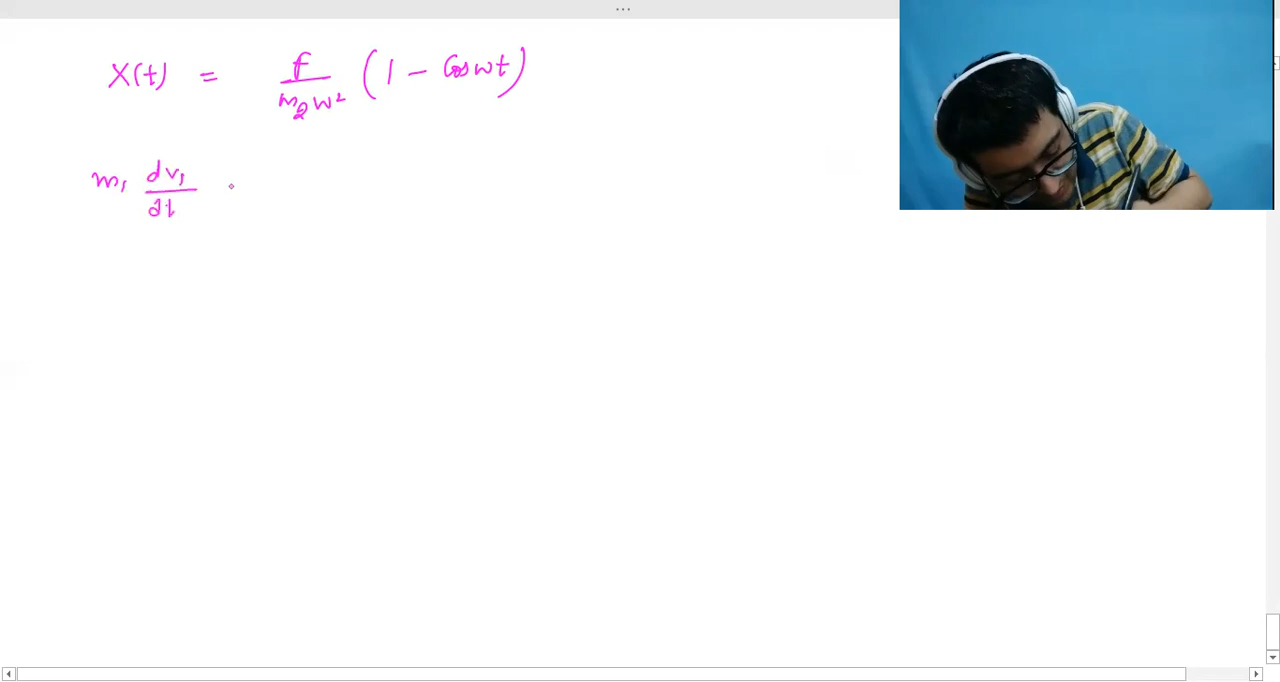 X(t) = f/(m₂ω²) (1 - Cos ωt)
m₁ dv₁/dt